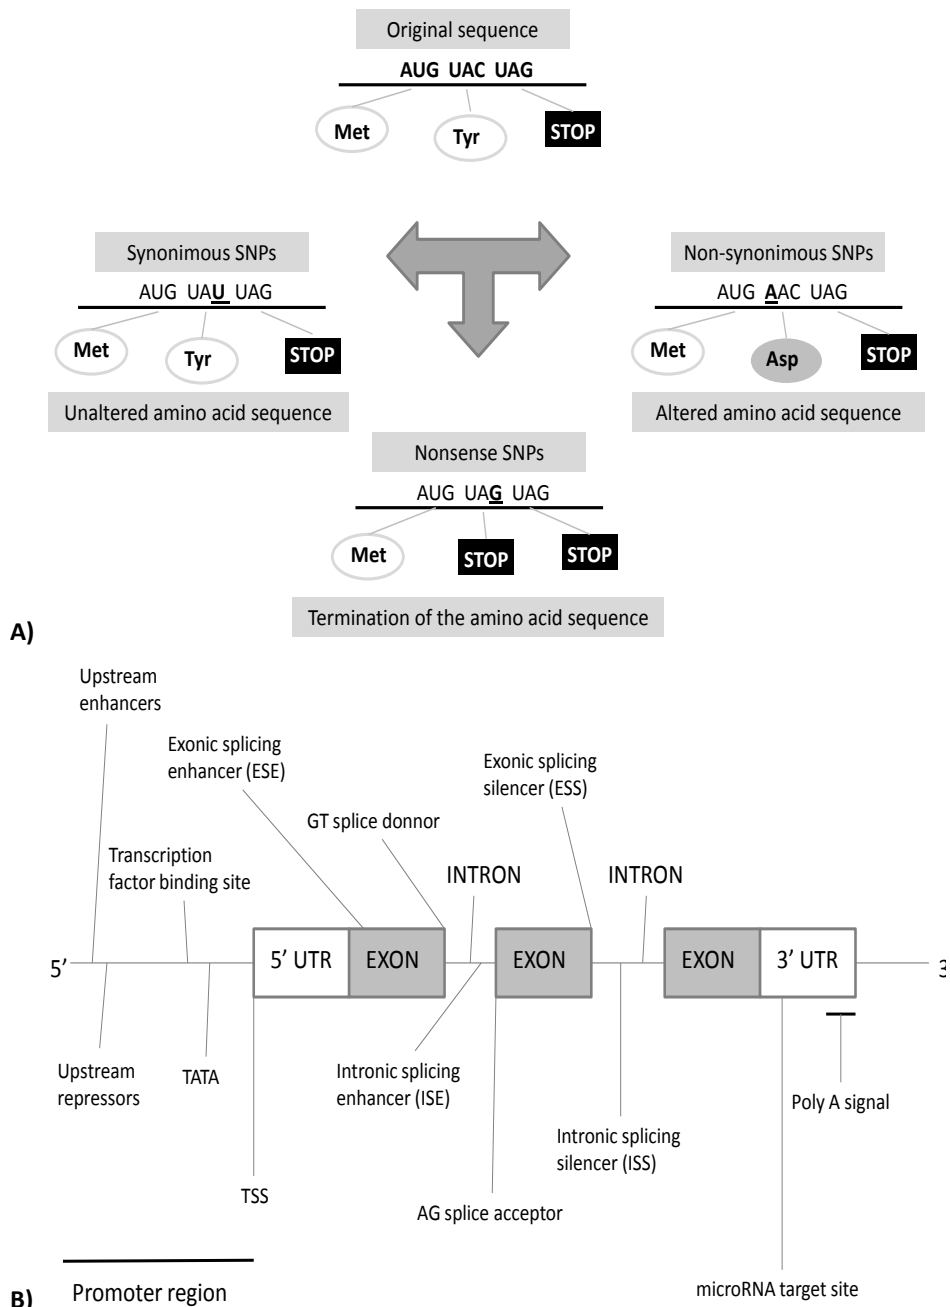 Original sequence
AUG UAC UAG
Met
Tyr
STOP
Synonimous SNPs
AUG UAU UAG
Met
Tyr
STOP
Unaltered amino acid sequence
Non-synonimous SNPs
AUG AAC UAG
Met
Asp
STOP
Altered amino acid sequence
Nonsense SNPs
AUG UAG UAG
Met
STOP
STOP
Termination of the amino acid sequence
A)
Upstream
enhancers
Exonic splicing
enhancer (ESE)
Exonic splicing
silencer (ESS)
GT splice donnor
Transcription
factor binding site
INTRON
INTRON
5'
5' UTR
EXON
EXON
EXON
3' UTR
3'
Upstream
repressors
TATA
Intronic splicing
enhancer (ISE)
Poly A signal
Intronic splicing
silencer (ISS)
TSS
AG splice acceptor
microRNA target site
Promoter region
B)